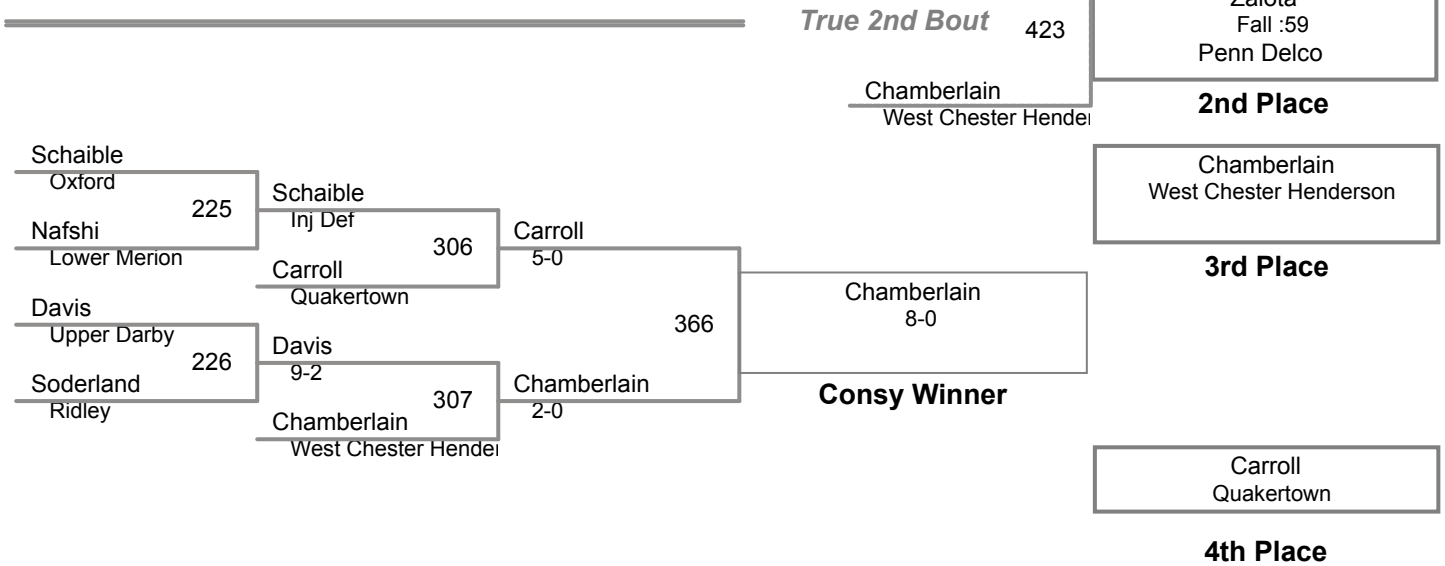 Zalota
True 2nd Bout
423
Fall :59
Penn Delco
Chamberlain
West Chester Hender
2nd Place
Schaible
Oxford
225
Nafshi
Lower Merion
Davis
Upper Darby
226
Soderland
Ridley
Schaible
Inj Def
306
Carroll
Quakertown
Davis
9-2
307
Chamberlain
West Chester Hender
Carroll
5-0
366
Chamberlain
2-0
Chamberlain
8-0
Consy Winner
Chamberlain
West Chester Henderson
3rd Place
Carroll
Quakertown
4th Place